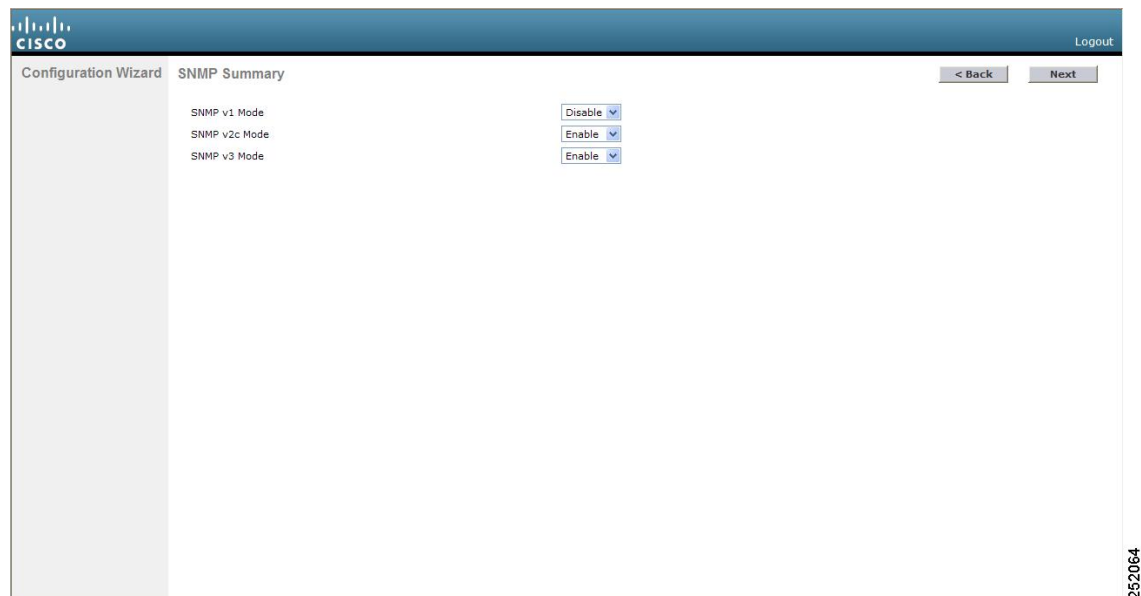 CISCO
Logout
Configuration Wizard
SNMP Summary
< Back
Next
SNMP v1 Mode
Disable
SNMP v2c Mode
Enable
SNMP v3 Mode
Enable
252064